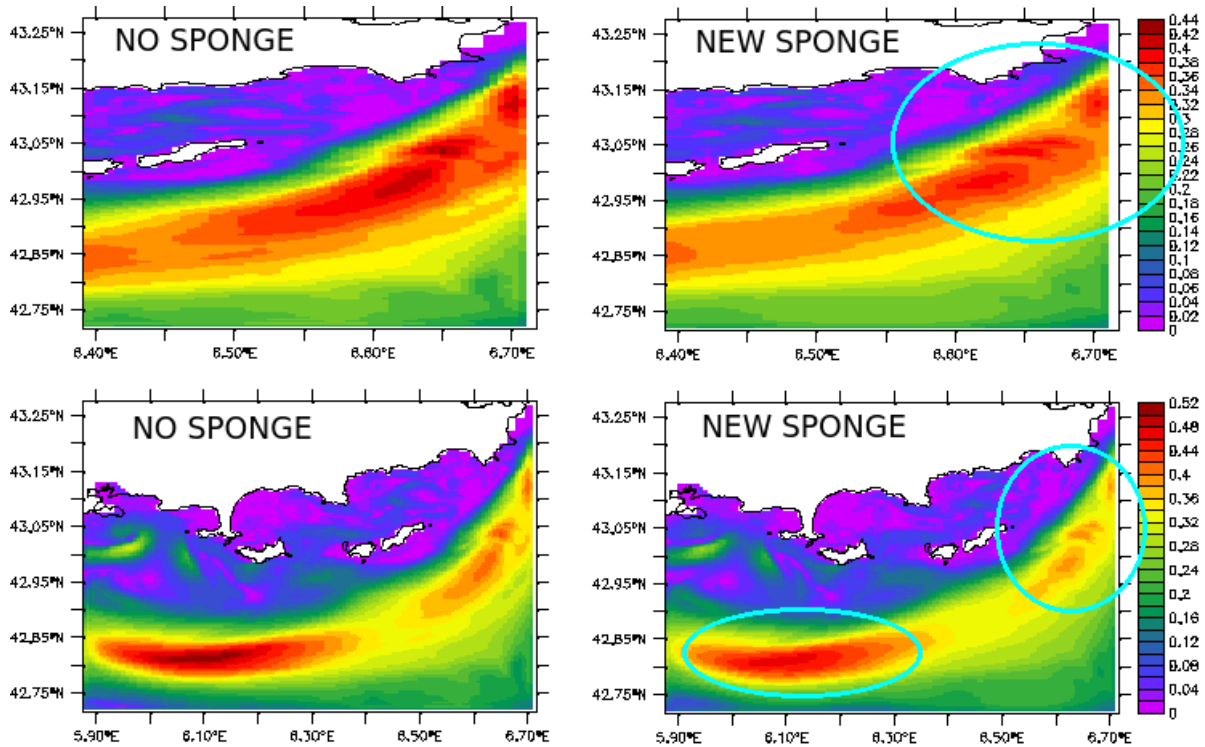 NO SPONGE
43.25°N
43.15°N
43.05°N
42.95°N
42.85°N
42.75°N
6.40°E 6.50°E 6.60°E 6.70°E
NEW SPONGE
43.25°N
43.15°N
43.05°N
42.95°N
42.85°N
42.75°N
6.40°E 6.50°E 6.60°E 6.70°E
0.44
0.42
0.4
0.38
0.36
0.34
0.32
0.3
0.28
0.26
0.24
0.22
0.2
0.18
0.16
0.14
0.12
0.1
0.08
0.06
0.04
0.02
0
NO SPONGE
43.25°N
43.15°N
43.05°N
42.95°N
42.85°N
42.75°N
5.90°E 6.10°E 6.30°E 6.50°E 6.70°E
NEW SPONGE
43.25°N
43.15°N
43.05°N
42.95°N
42.85°N
42.75°N
5.90°E 6.10°E 6.30°E 6.50°E 6.70°E
0.52
0.48
0.44
0.4
0.36
0.32
0.28
0.24
0.2
0.16
0.12
0.08
0.04
0